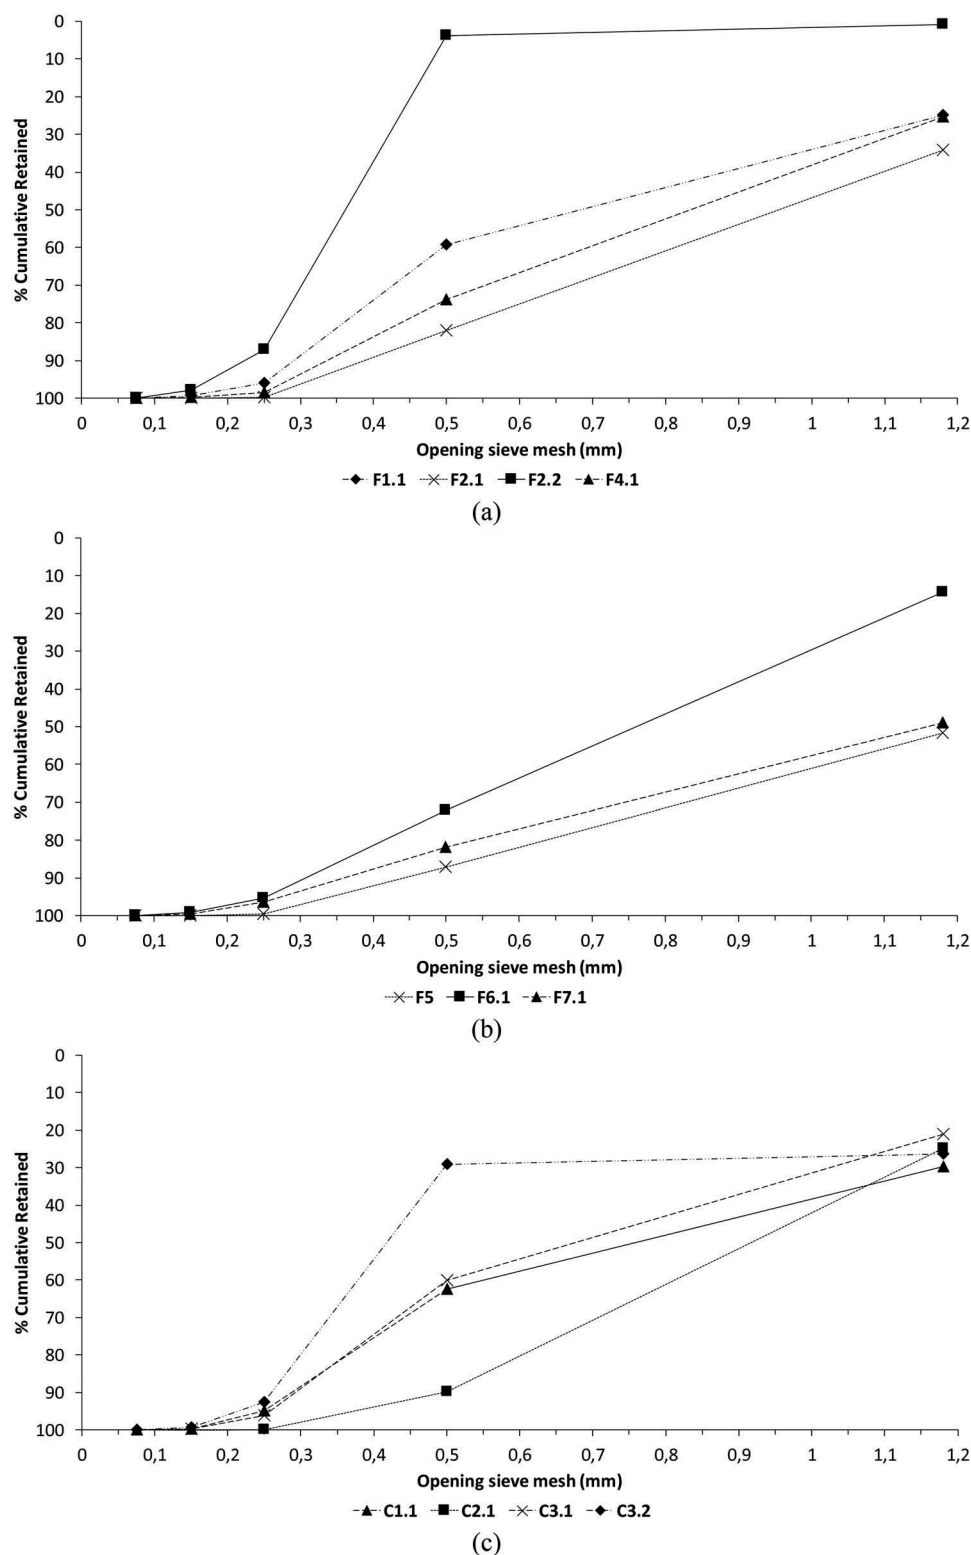 0
10
20
30
40
50
60
70
80
90
100
% Cumulative Retained
0 0,1 0,2 0,3 0,4 0,5 0,6 0,7 0,8 0,9 1 1,1 1,2
Opening sieve mesh (mm)
F1.1 F2.1 F2.2 F4.1
(a)
0
10
20
30
40
50
60
70
80
90
100
% Cumulative Retained
0 0,1 0,2 0,3 0,4 0,5 0,6 0,7 0,8 0,9 1 1,1 1,2
Opening sieve mesh (mm)
F5 F6.1 F7.1
(b)
0
10
20
30
40
50
60
70
80
90
100
% Cumulative Retained
0 0,1 0,2 0,3 0,4 0,5 0,6 0,7 0,8 0,9 1 1,1 1,2
Opening sieve mesh (mm)
C1.1 C2.1 C3.1 C3.2
(c)